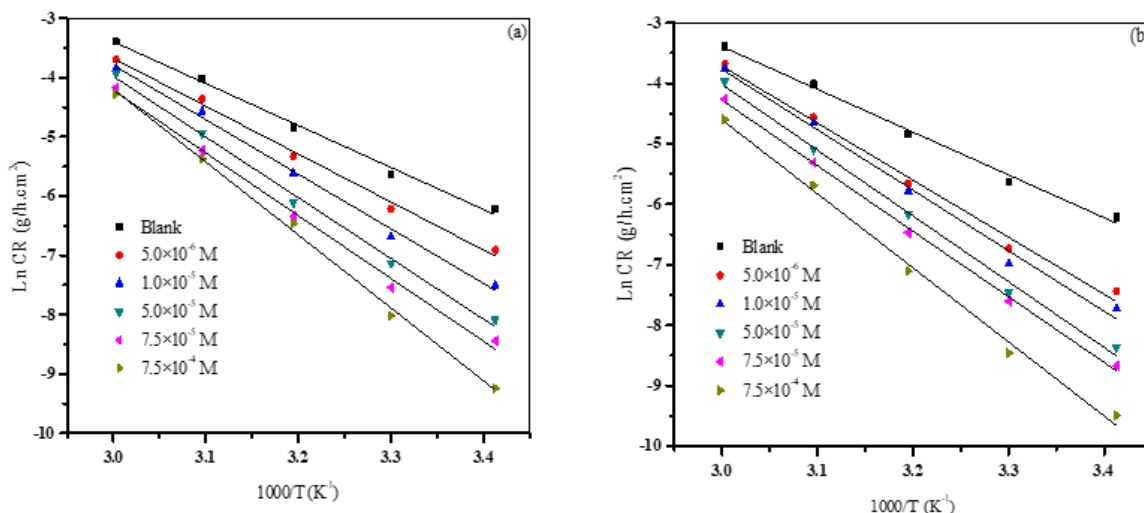 (a)
-3
-4
-5
-6
-7
-8
-9
-10
Ln CR (g/h.cm²)
Blank
5.0×10⁻⁶ M
1.0×10⁻⁵ M
5.0×10⁻⁵ M
7.5×10⁻⁵ M
7.5×10⁻⁴ M
3.0 3.1 3.2 3.3 3.4
1000/T (K⁻¹)
(b
-3
-4
-5
-6
-7
-8
-9
-10
Ln CR (g/h.cm²)
Blank
5.0×10⁻⁶ M
1.0×10⁻⁵ M
5.0×10⁻⁵ M
7.5×10⁻⁵ M
7.5×10⁻⁴ M
3.0 3.1 3.2 3.3 3.4
1000/T (K⁻¹)